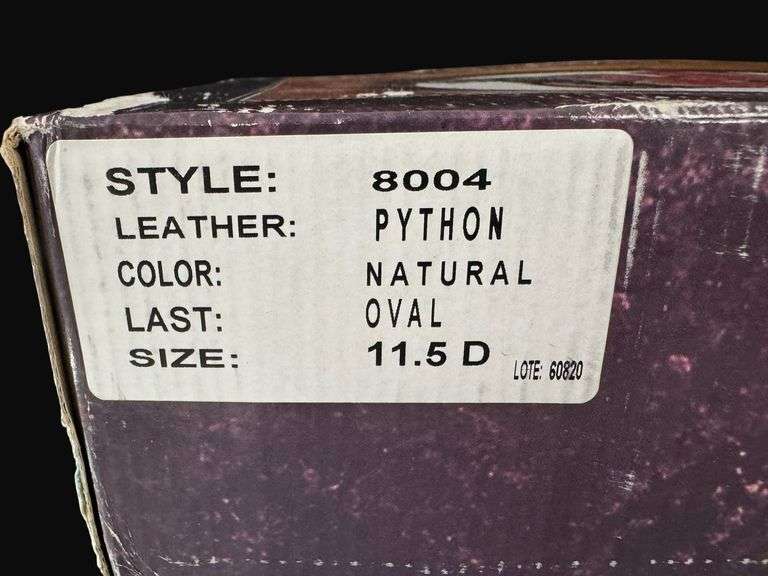 STYLE: 8004
LEATHER: PYTHON
COLOR: NATURAL
LAST: OVAL
SIZE: 11.5 D LOTE: 60820